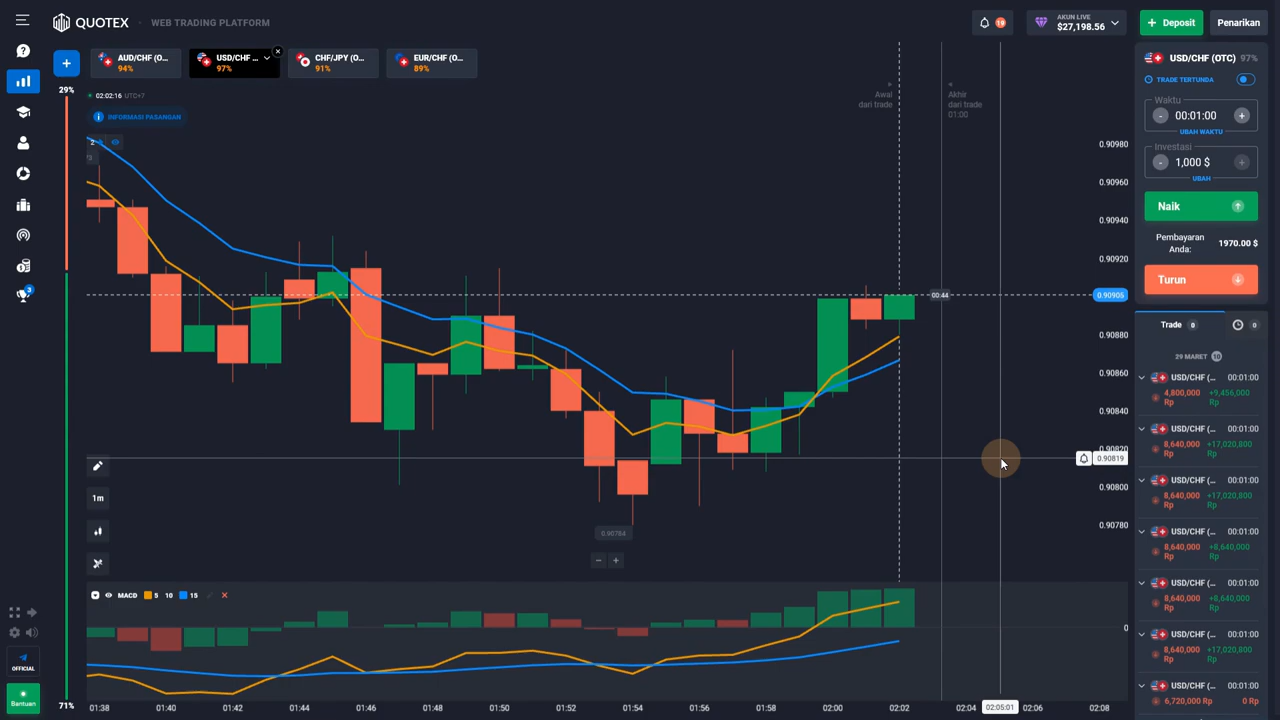 QUOTEX
WEB TRADING PLATFORM
19
AKUN LIVE
$27,198.56
Deposit
Penarikan
AUD/CHF (O...
94%
USD/CHF ...
97%
CHF/JPY (O...
91%
EUR/CHF (O...
89%
29%
02:02:16 UTC+7
INFORMASI PASANGAN
2
Awal
dari trade
Akhir
dari trade
01:00
0.90980
0.90960
0.90940
0.90920
00:44
0.90905
0.90880
0.90860
0.90840
0.90820
0.90819
0.90800
0.90780
0.90784
1m
MACD 5 10 15
0
01:38
01:40
01:42
01:44
01:46
01:48
01:50
01:52
01:54
01:56
01:58
02:00
02:02
02:04
02:05:01
02:06
02:08
71%
3
OFFICIAL
Bantuan
USD/CHF (OTC) 97%
TRADE TERTUNDA
Waktu
- 00:01:00 +
UBAH WAKTU
Investasi
- 1,000 $ +
UBAH
Naik
Pembayaran
Anda:
1970.00 $
Turun
Trade 0
0
29 MARET 10
USD/CHF (... 00:01:00
4,800,000 +9,456,000
Rp Rp
USD/CHF (... 00:01:00
8,640,000 +17,020,800
Rp Rp
USD/CHF (... 00:01:00
8,640,000 +17,020,800
Rp Rp
USD/CHF (... 00:01:00
8,640,000 +8,640,000
Rp Rp
USD/CHF (... 00:01:00
8,640,000 +8,640,000
Rp Rp
USD/CHF (... 00:01:00
8,640,000 +17,020,800
Rp Rp
USD/CHF (... 00:01:00
6,720,000 Rp 0 Rp